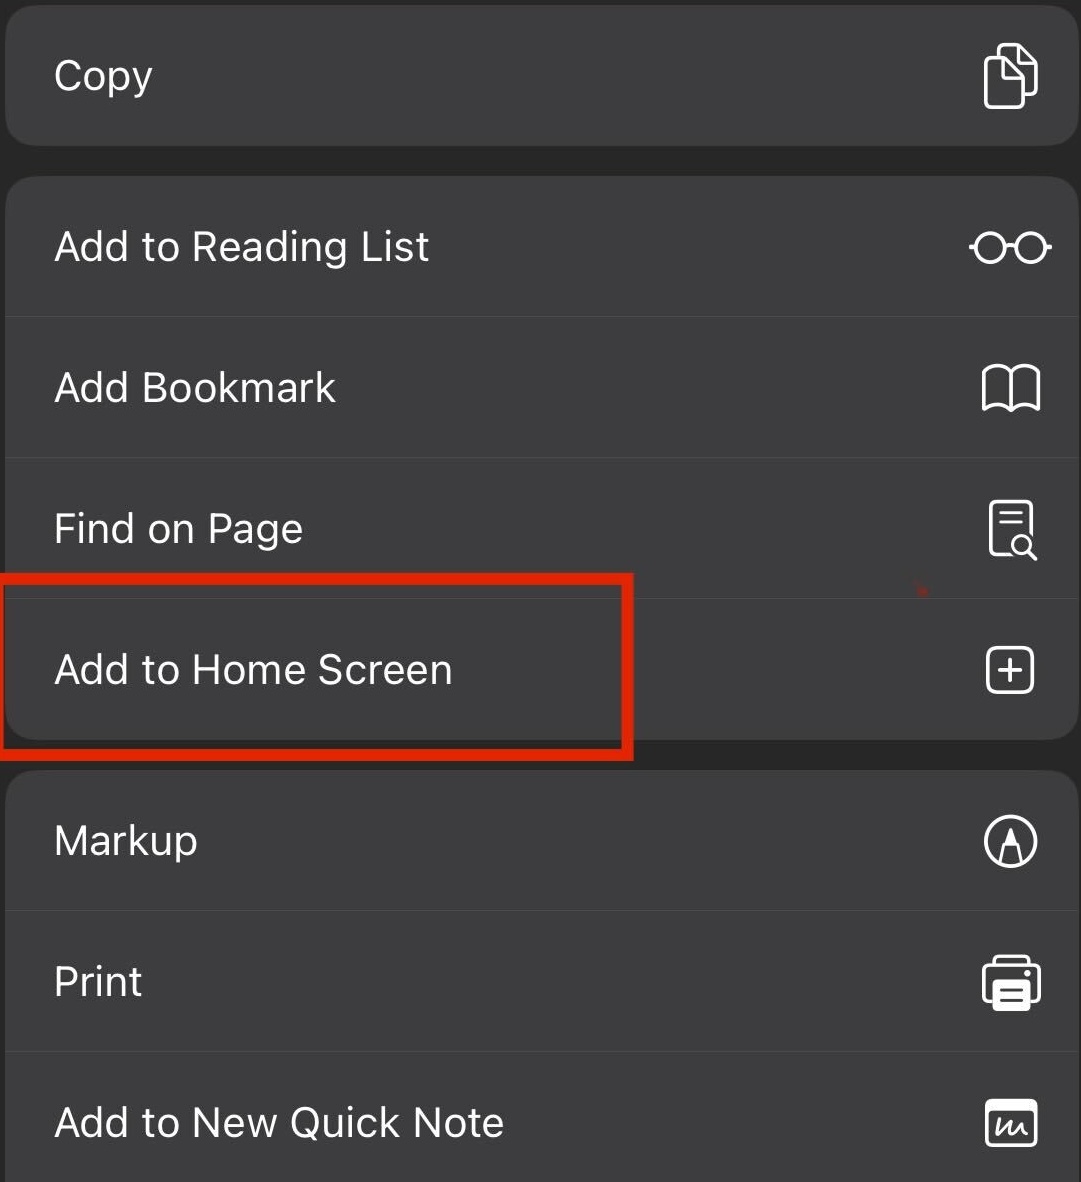 Copy
Add to Reading List
Add Bookmark
Find on Page
Add to Home Screen
Markup
Print
Add to New Quick Note